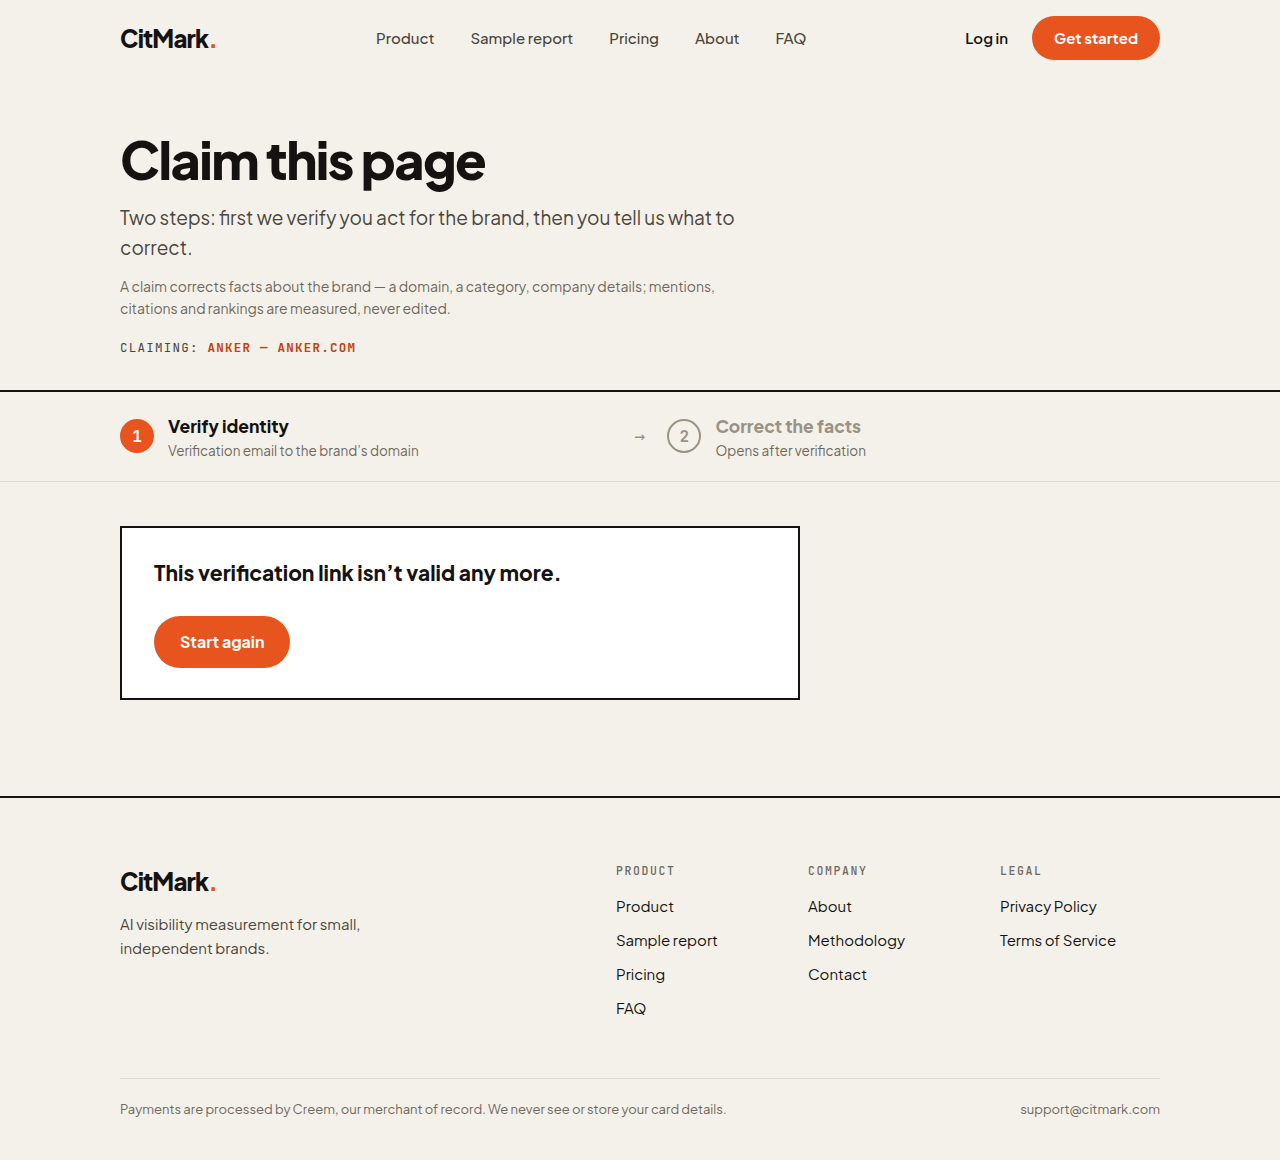 CitMark.
Product
Sample report
Pricing
About
FAQ
Log in
Get started
Claim this page
Two steps: first we verify you act for the brand, then you tell us what to
correct.
A claim corrects facts about the brand — a domain, a category, company details; mentions,
citations and rankings are measured, never edited.
CLAIMING: ANKER — ANKER.COM
1
Verify identity
Verification email to the brand’s domain
→
2
Correct the facts
Opens after verification
This verification link isn’t valid any more.
Start again
CitMark.
AI visibility measurement for small,
independent brands.
PRODUCT
Product
Sample report
Pricing
FAQ
COMPANY
About
Methodology
Contact
LEGAL
Privacy Policy
Terms of Service
Payments are processed by Creem, our merchant of record. We never see or store your card details.
support@citmark.com